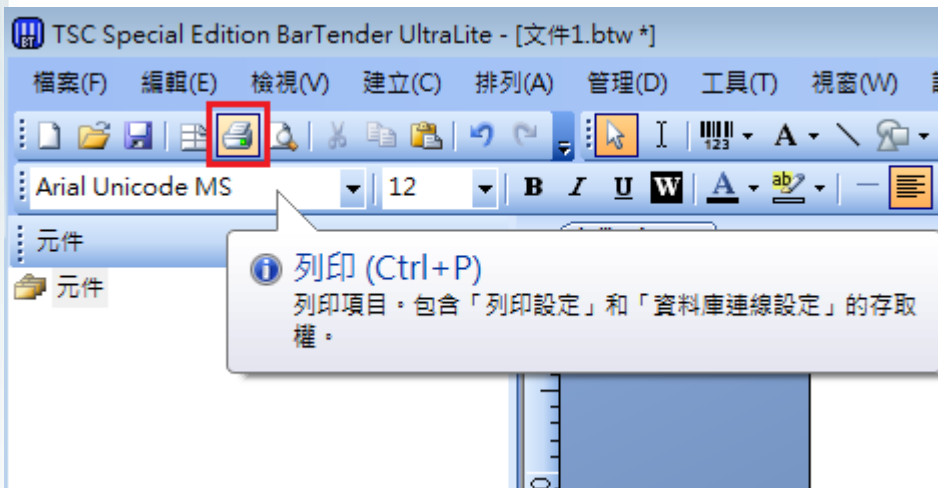 TSC Special Edition BarTender UltraLite - [文件1.btw *]
檔案(F) 編輯(E) 檢視(V) 建立(C) 排列(A) 管理(D) 工具(T) 視窗(W)
123 A
Arial Unicode MS 12 B I U W A ab
元件
元件
列印 (Ctrl+P)
列印項目。包含「列印設定」和「資料庫連線設定」的存取
權。
0